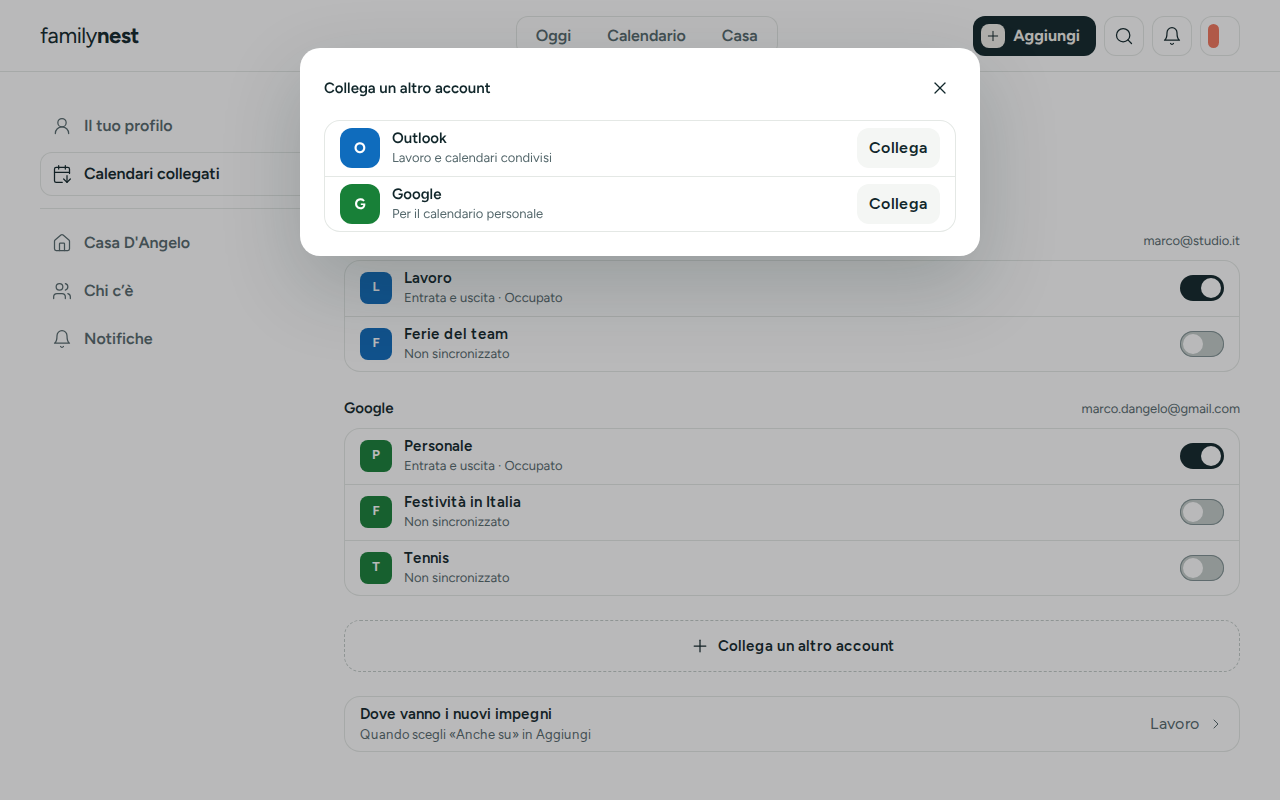 familynest
Oggi
Calendario
Casa
Aggiungi
Il tuo profilo
Calendari collegati
Casa D'Angelo
Chi c'è
Notifiche
Collega un altro account
O
Outlook
Lavoro e calendari condivisi
Collega
G
Google
Per il calendario personale
Collega
marco@studio.it
L
Lavoro
Entrata e uscita · Occupato
F
Ferie del team
Non sincronizzato
Google
marco.dangelo@gmail.com
P
Personale
Entrata e uscita · Occupato
F
Festività in Italia
Non sincronizzato
T
Tennis
Non sincronizzato
Collega un altro account
Dove vanno i nuovi impegni
Quando scegli «Anche su» in Aggiungi
Lavoro